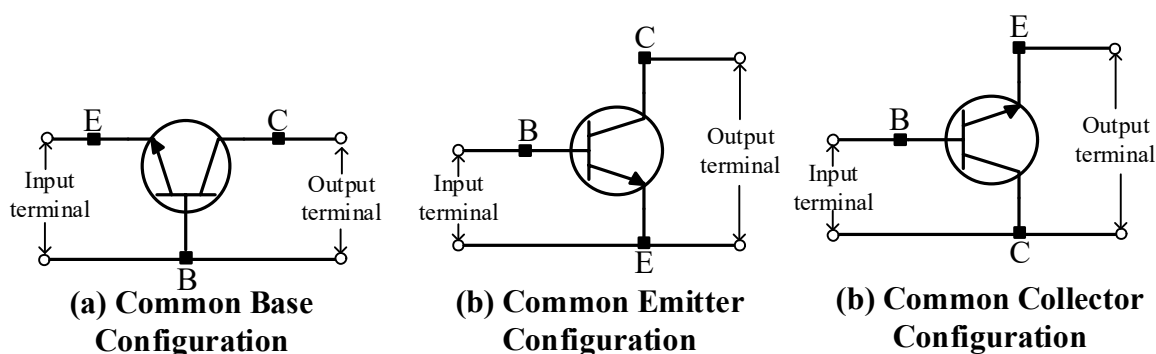 E
C
Input
terminal
Output
terminal
B
(a) Common Base
Configuration
C
B
Input
terminal
Output
terminal
E
(b) Common Emitter
Configuration
E
B
Input
terminal
Output
terminal
C
(b) Common Collector
Configuration